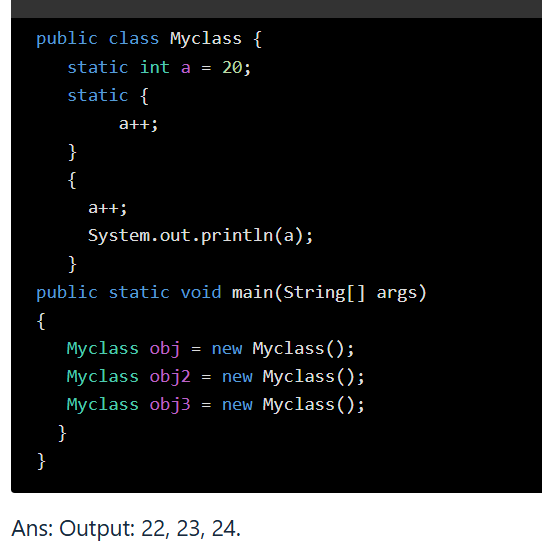 public class Myclass {
static int a = 20;
static {
a++;
}
{
a++;
System.out.println(a);
}
public static void main(String[] args)
{
Myclass obj = new Myclass();
Myclass obj2 = new Myclass();
Myclass obj3 = new Myclass();
}
}
Ans: Output: 22, 23, 24.